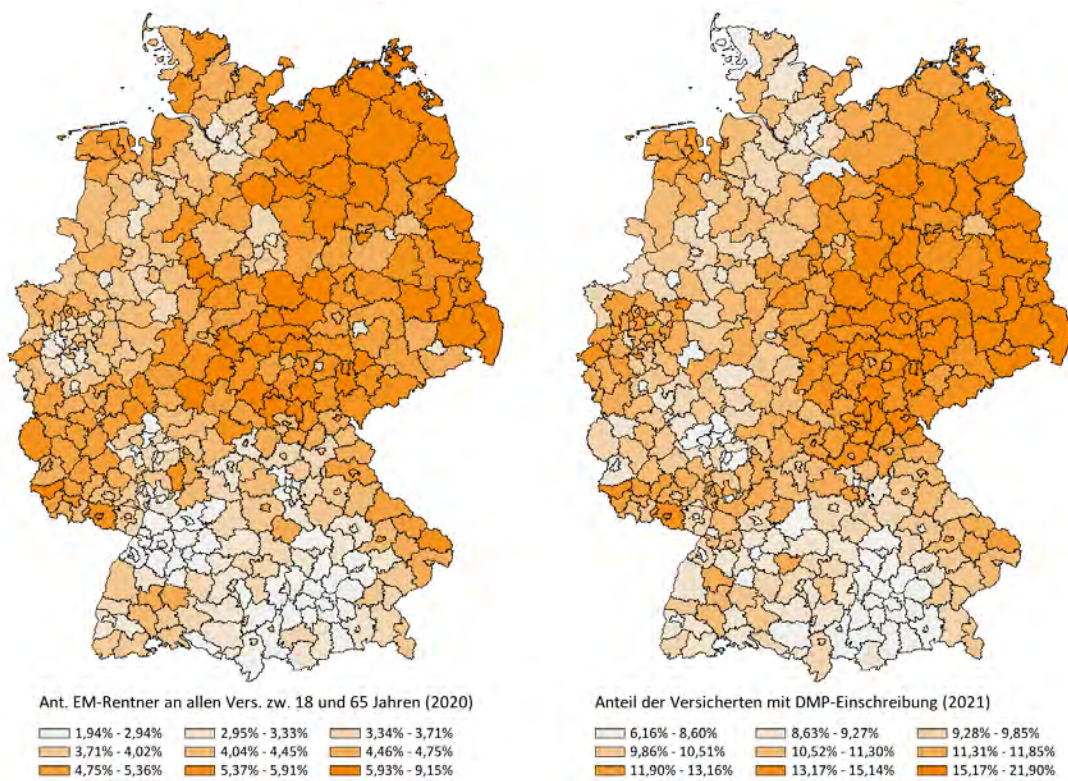 Ant. EM-Rentner an allen Vers. zw. 18 und 65 Jahren (2020)
1,94% - 2,94% 2,95% - 3,33% 3,34% - 3,71%
3,71% - 4,02% 4,04% - 4,45% 4,46% - 4,75%
4,75% - 5,36% 5,37% - 5,91% 5,93% - 9,15%
Anteil der Versicherten mit DMP-Einschreibung (2021)
6,16% - 8,60% 8,63% - 9,27% 9,28% - 9,85%
9,86% - 10,51% 10,52% - 11,30% 11,31% - 11,85%
11,90% - 13,16% 13,17% - 15,14% 15,17% - 21,90%